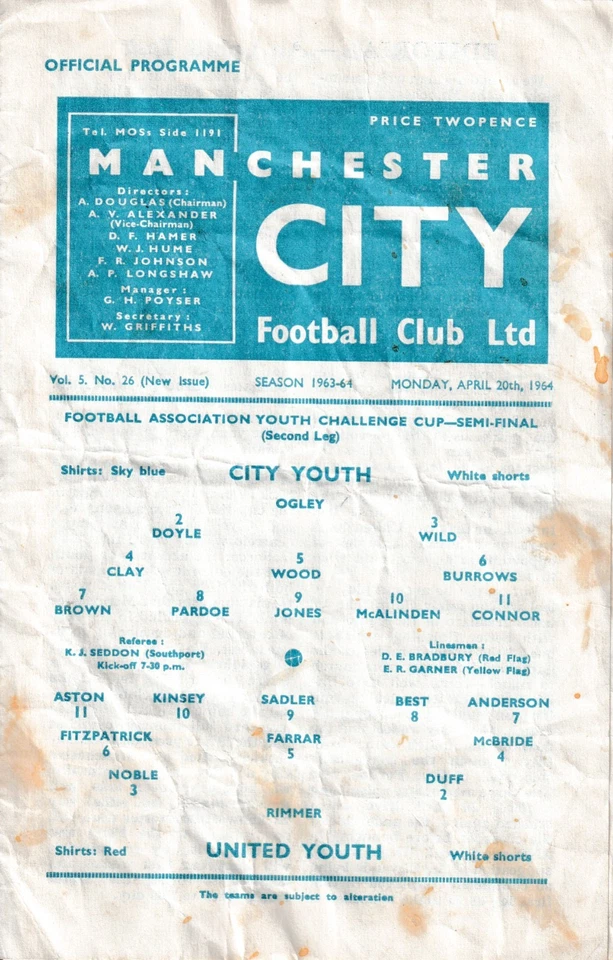 OFFICIAL PROGRAMME
PRICE TWOPENCE
Tel. MOSs Side 1191
MANCHESTER
CITY
Football Club Ltd
Directors:
A. DOUGLAS (Chairman)
A. V. ALEXANDER
(Vice-Chairman)
D. F. HAMER
W. J. HUME
F. R. JOHNSON
A. P. LONGSHAW
Manager:
G. H. POYSER
Secretary:
W. GRIFFITHS
Vol. 5. No. 26 (New Issue) SEASON 1963-64 MONDAY, APRIL 20th, 1964
FOOTBALL ASSOCIATION YOUTH CHALLENGE CUP—SEMI-FINAL
(Second Leg)
Shirts: Sky blue CITY YOUTH White shorts
OGLEY
2 3
DOYLE WILD
4 5 6
CLAY WOOD BURROWS
7 8 9 10 11
BROWN PARDOE JONES McALINDEN CONNOR
Referee:
K. J. SEDDON (Southport)
Kick-off 7-30 p.m.
Linesmen:
D. E. BRADBURY (Red Flag)
E. R. GARNER (Yellow Flag)
ASTON KINSEY SADLER BEST ANDERSON
11 10 9 8 7
FITZPATRICK FARRAR McBRIDE
6 5 4
NOBLE DUFF
3 2
RIMMER
Shirts: Red UNITED YOUTH White shorts
The teams are subject to alteration